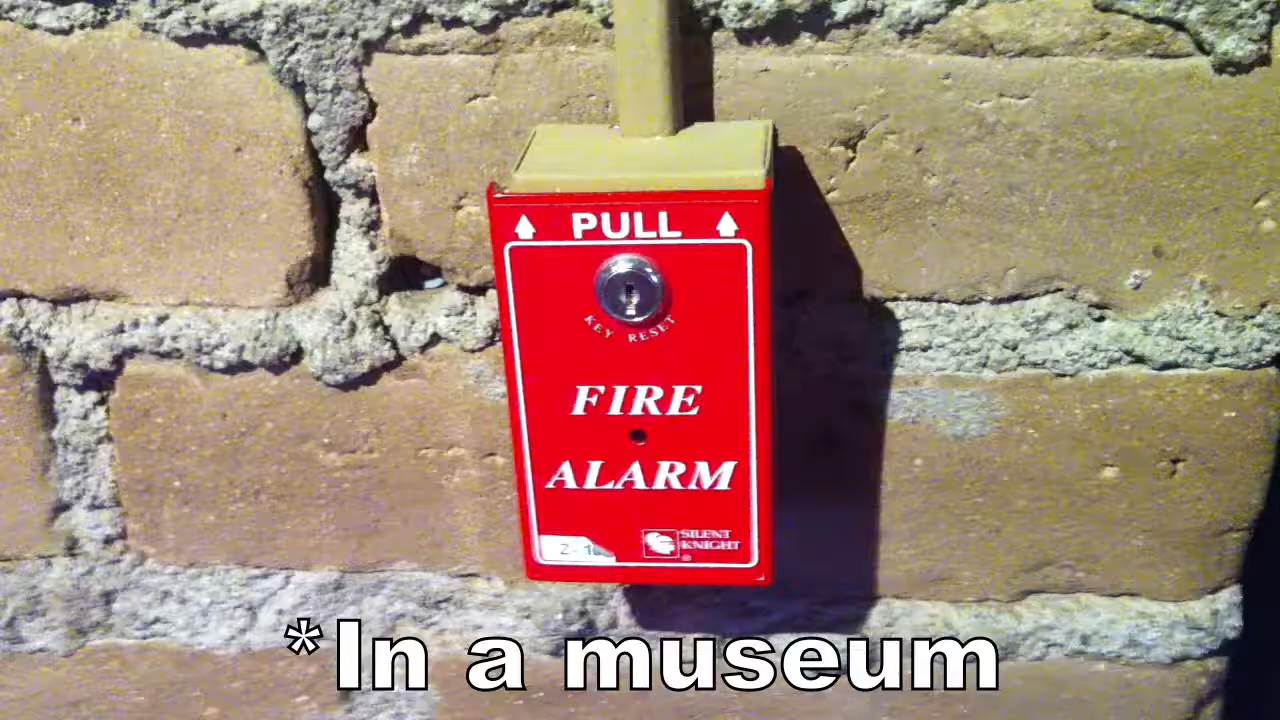 PULL
KEY RESET
FIRE
ALARM
SILENT
KNIGHT
®
*In a museum